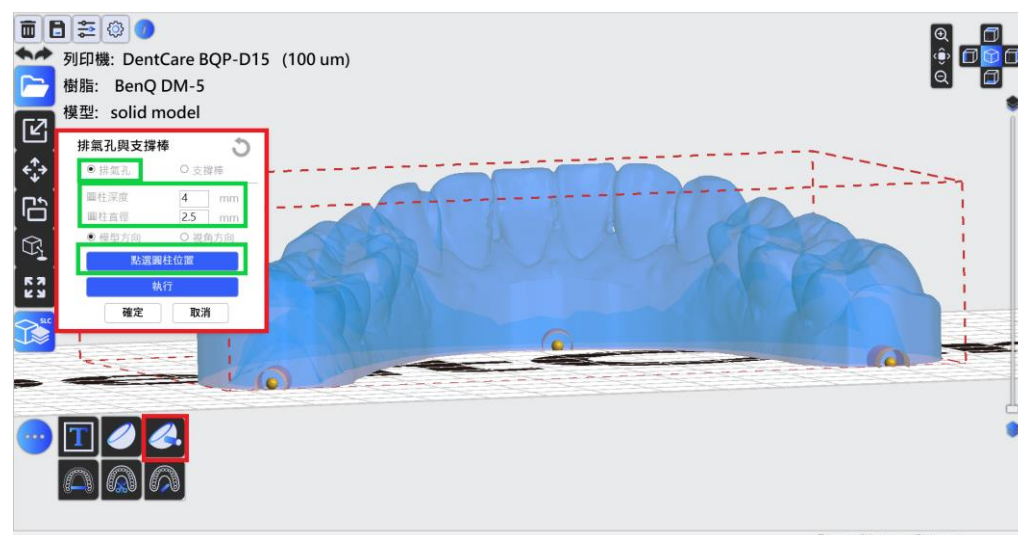 列印機: DentCare BQP-D15 (100 um)
樹脂: BenQ DM-5
模型: solid model
排氣孔與支撐棒
排氣孔 支撐棒
圓柱深度 4 mm
圓柱直徑 2.5 mm
模型方向 視角方向
點選圓柱位置
執行
確定 取消
SLC
T